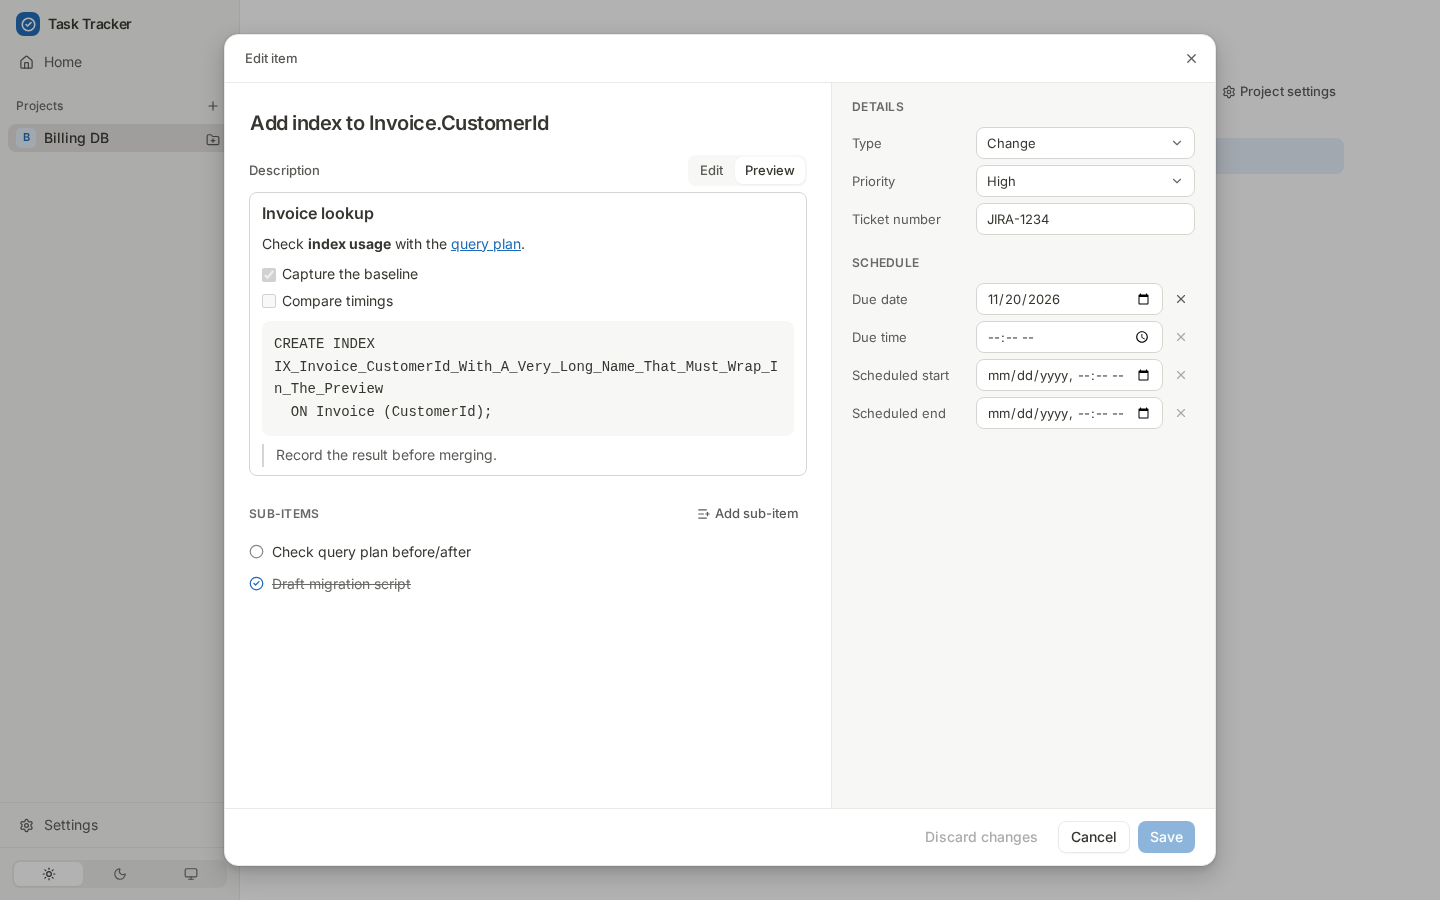 Task Tracker
Home
Projects
B Billing DB
Settings
Project settings
Edit item
Add index to Invoice.CustomerId
Description
Edit Preview
Invoice lookup
Check index usage with the query plan.
Capture the baseline
Compare timings
CREATE INDEX
IX_Invoice_CustomerId_With_A_Very_Long_Name_That_Must_Wrap_I
n_The_Preview
ON Invoice (CustomerId);
Record the result before merging.
SUB-ITEMS
Add sub-item
Check query plan before/after
Draft migration script
DETAILS
Type Change
Priority High
Ticket number JIRA-1234
SCHEDULE
Due date 11/20/2026
Due time --:-- --
Scheduled start mm/dd/yyyy, --:-- --
Scheduled end mm/dd/yyyy, --:-- --
Discard changes Cancel Save